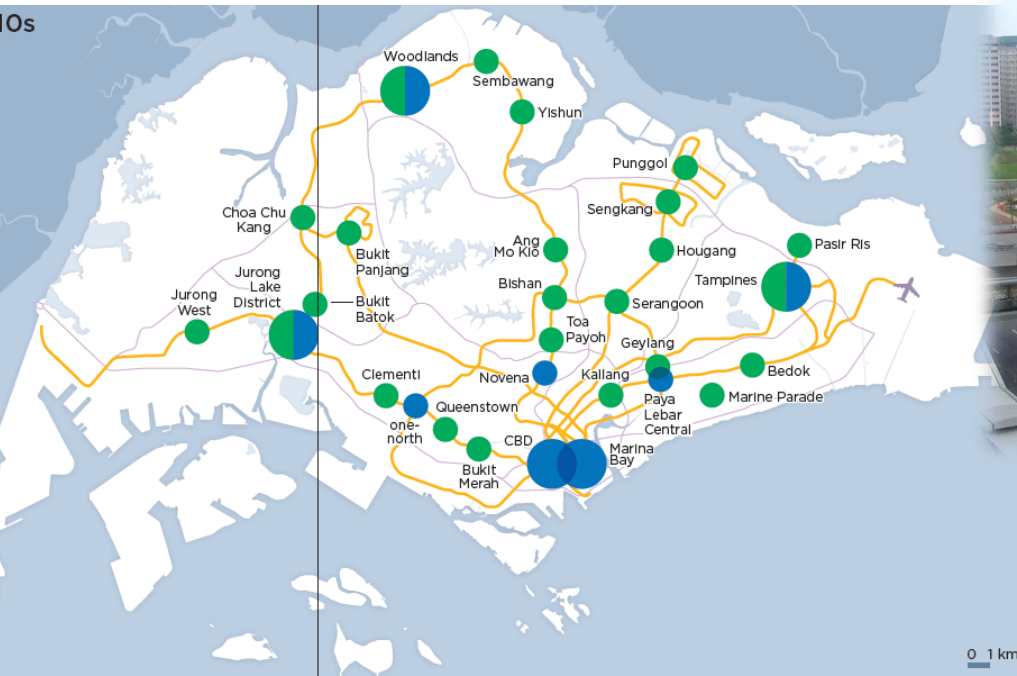 10s
Woodlands
Sembawang
Yishun
Punggol
Sengkang
Choa Chu
Kang
Bukit
Panjang
Ang
Mo Kio
Hougang
Pasir Ris
Tampines
Jurong
Lake
District
Jurong
West
Bukit
Batok
Bishan
Serangoon
Toa
Payoh
Geylang
Clementi
Novena
Kallang
Bedok
Marine Parade
Paya
Lebar
Central
Queenstown
one-
north
CBD
Marina
Bay
Bukit
Merah
0 1 km